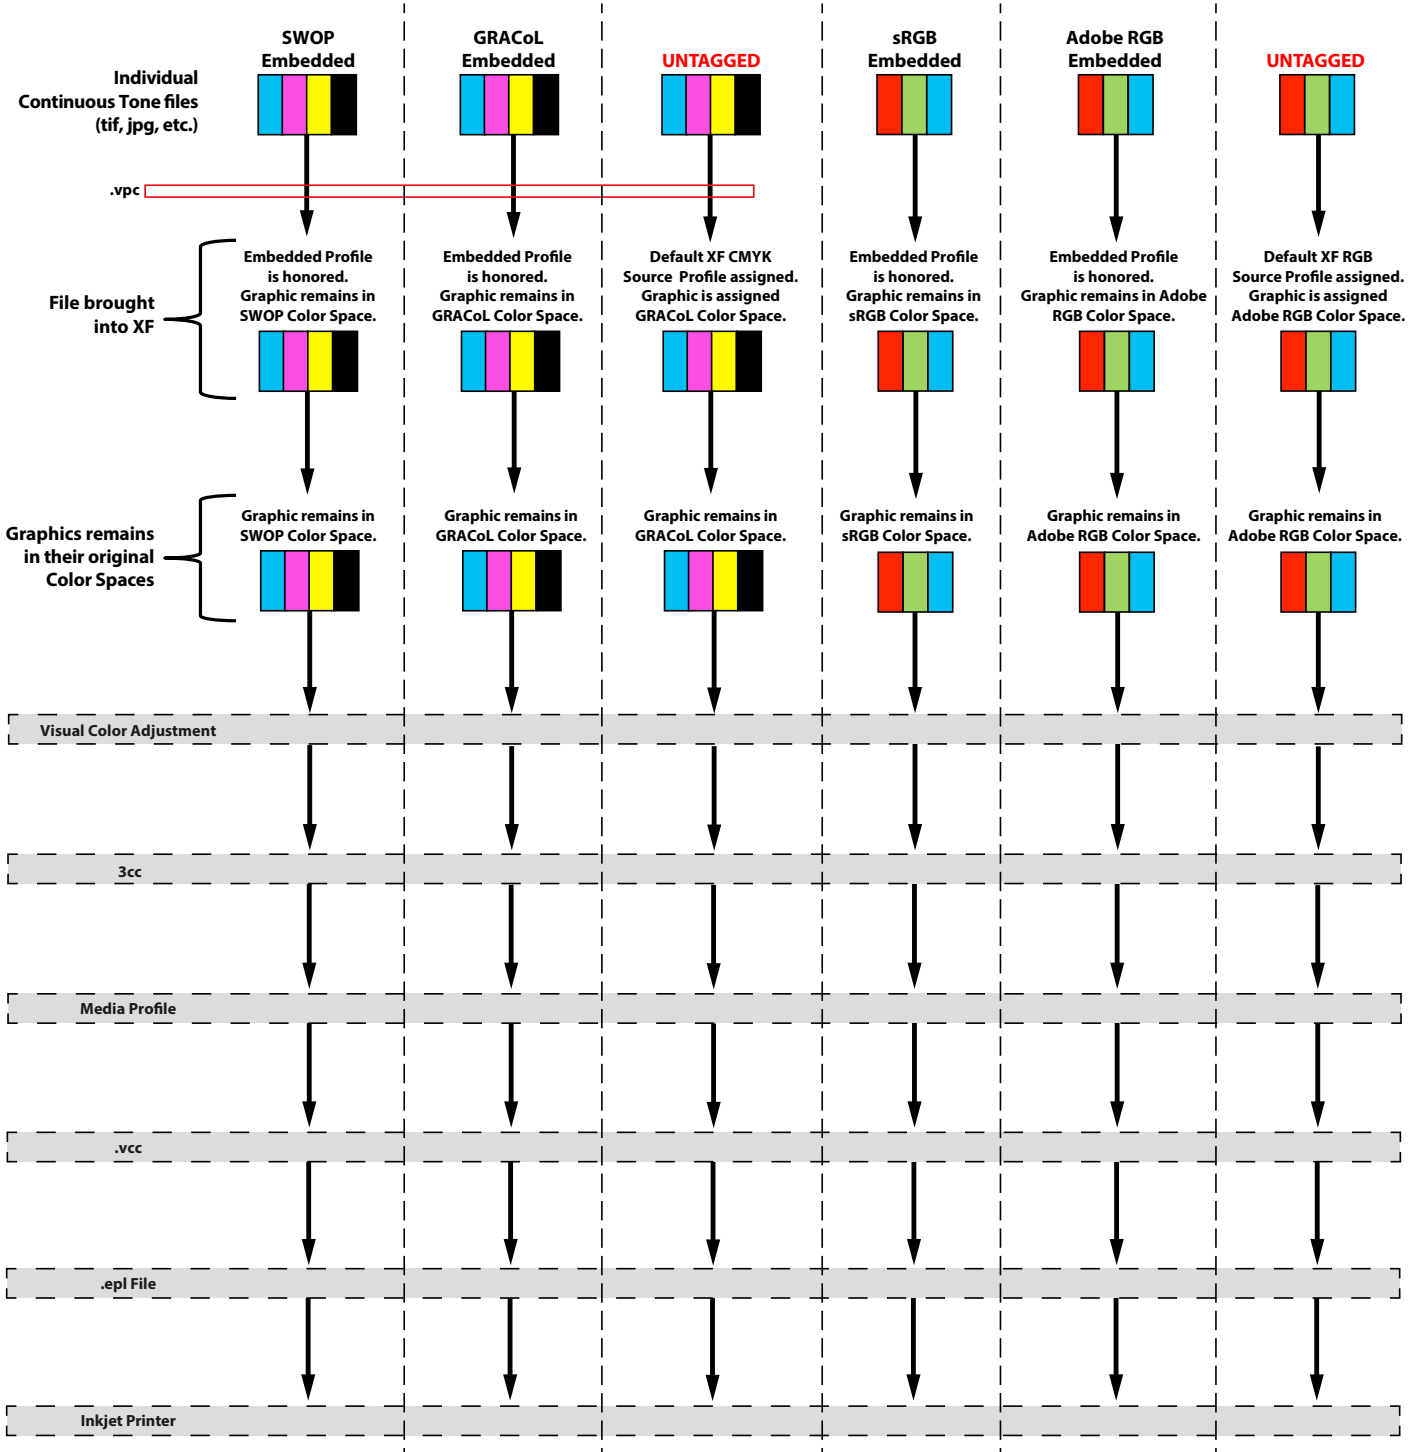 SWOP
Embedded
GRACoL
Embedded
UNTAGGED
sRGB
Embedded
Adobe RGB
Embedded
UNTAGGED
Individual
Continuous Tone files
(tif, jpg, etc.)
.vpc
File brought
into XF
Embedded Profile
is honored.
Graphic remains in
SWOP Color Space.
Embedded Profile
is honored.
Graphic remains in
GRACoL Color Space.
Default XF CMYK
Source Profile assigned.
Graphic is assigned
GRACoL Color Space.
Embedded Profile
is honored.
Graphic remains in
sRGB Color Space.
Embedded Profile
is honored.
Graphic remains in Adobe
RGB Color Space.
Default XF RGB
Source Profile assigned.
Graphic is assigned
Adobe RGB Color Space.
Graphics remains
in their original
Color Spaces
Graphic remains in
SWOP Color Space.
Graphic remains in
GRACoL Color Space.
Graphic remains in
GRACoL Color Space.
Graphic remains in
sRGB Color Space.
Graphic remains in
Adobe RGB Color Space.
Graphic remains in
Adobe RGB Color Space.
Visual Color Adjustment
3cc
Media Profile
.vcc
.epl File
Inkjet Printer